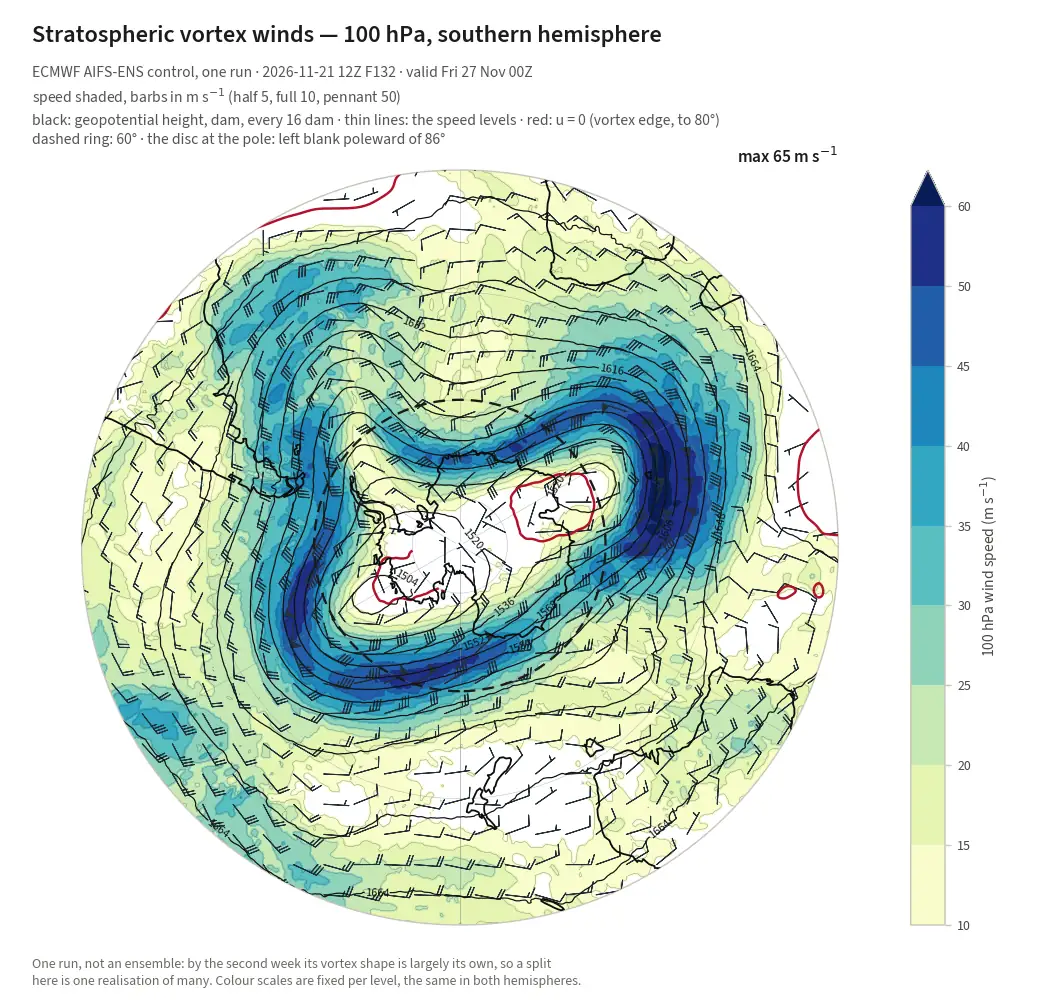 Stratospheric vortex winds — 100 hPa, southern hemisphere
ECMWF AIFS-ENS control, one run · 2026-11-21 12Z F132 · valid Fri 27 Nov 00Z
speed shaded, barbs in m s⁻¹ (half 5, full 10, pennant 50)
black: geopotential height, dam, every 16 dam · thin lines: the speed levels · red: u = 0 (vortex edge, to 80°)
dashed ring: 60° · the disc at the pole: left blank poleward of 86°
max 65 m s⁻¹
60
50
45
40
35
30
25
20
15
10
100 hPa wind speed (m s⁻¹)
1616
1664
1520
1504
1536
1552
1664
1664
1664
One run, not an ensemble: by the second week its vortex shape is largely its own, so a split
here is one realisation of many. Colour scales are fixed per level, the same in both hemispheres.